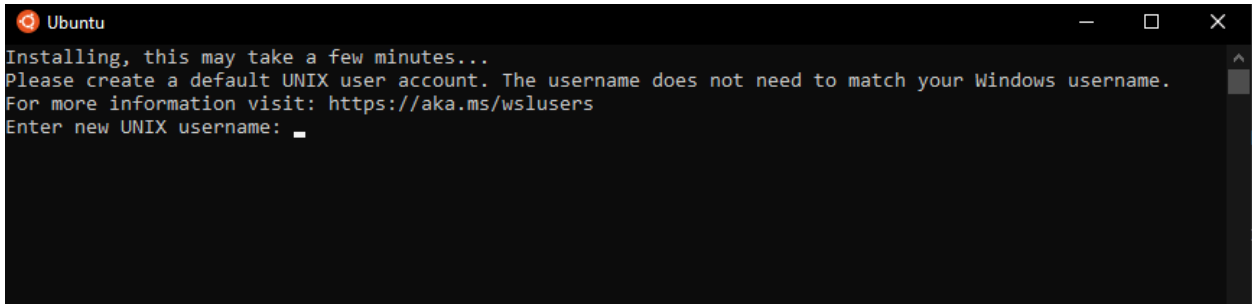 Ubuntu
Installing, this may take a few minutes...
Please create a default UNIX user account. The username does not need to match your Windows username.
For more information visit: https://aka.ms/wslusers
Enter new UNIX username: